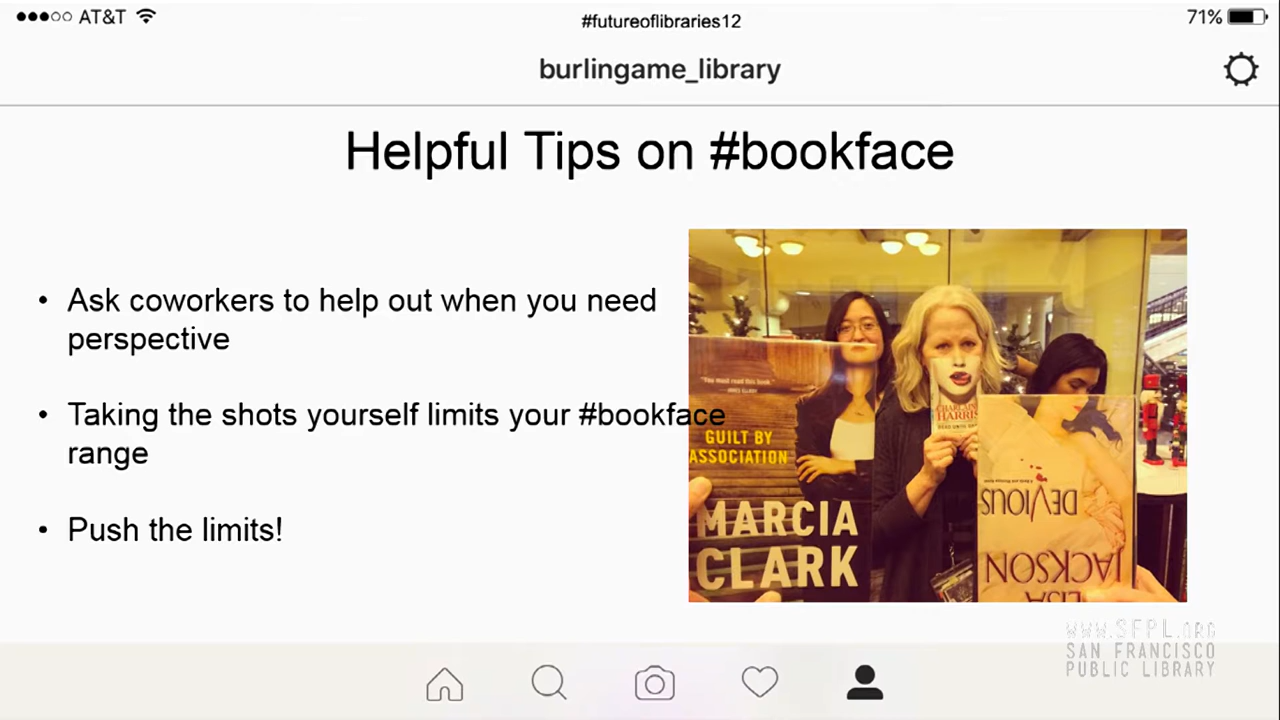 AT&T
#futureoflibraries12
71%
burlingame_library
Helpful Tips on #bookface
• Ask coworkers to help out when you need
perspective
• Taking the shots yourself limits your #bookface
range
• Push the limits!
GUILT BY
ASSOCIATION
MARCIA
CLARK
CHARLAINE
HARRIS
DEVIOUS
JACKSON
LISA
WWW.SFPL.ORG
SAN FRANCISCO
PUBLIC LIBRARY